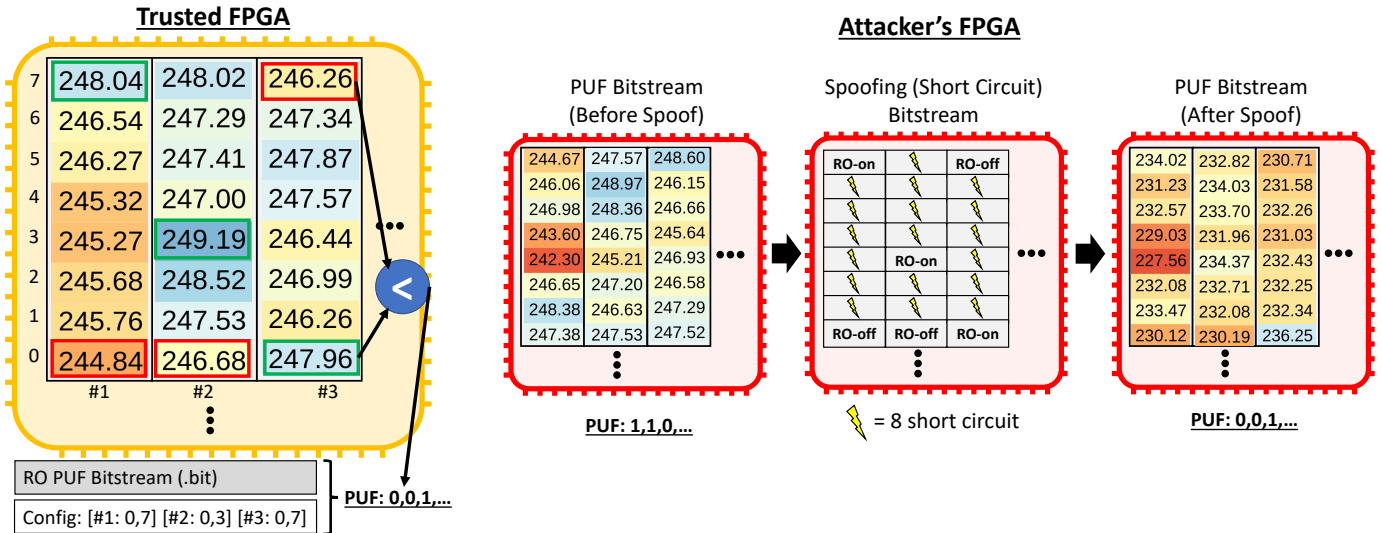 Trusted FPGA
7 248.04 248.02 246.26
6 246.54 247.29 247.34
5 246.27 247.41 247.87
4 245.32 247.00 247.57
3 245.27 249.19 246.44
2 245.68 248.52 246.99
1 245.76 247.53 246.26
0 244.84 246.68 247.96
#1 #2 #3
<
RO PUF Bitstream (.bit)
Config: [#1: 0,7] [#2: 0,3] [#3: 0,7]
PUF: 0,0,1,...
Attacker's FPGA
PUF Bitstream
(Before Spoof)
244.67 247.57 248.60
246.06 248.97 246.15
246.98 248.36 246.66
243.60 246.75 245.64
242.30 245.21 246.93
246.65 247.20 246.58
248.38 246.63 247.29
247.38 247.53 247.52
PUF: 1,1,0,...
Spoofing (Short Circuit)
Bitstream
RO-on RO-off
RO-on
RO-off RO-off RO-on
= 8 short circuit
PUF Bitstream
(After Spoof)
234.02 232.82 230.71
231.23 234.03 231.58
232.57 233.70 232.26
229.03 231.96 231.03
227.56 234.37 232.43
232.08 232.71 232.25
233.47 232.08 232.34
230.12 230.19 236.25
PUF: 0,0,1,...